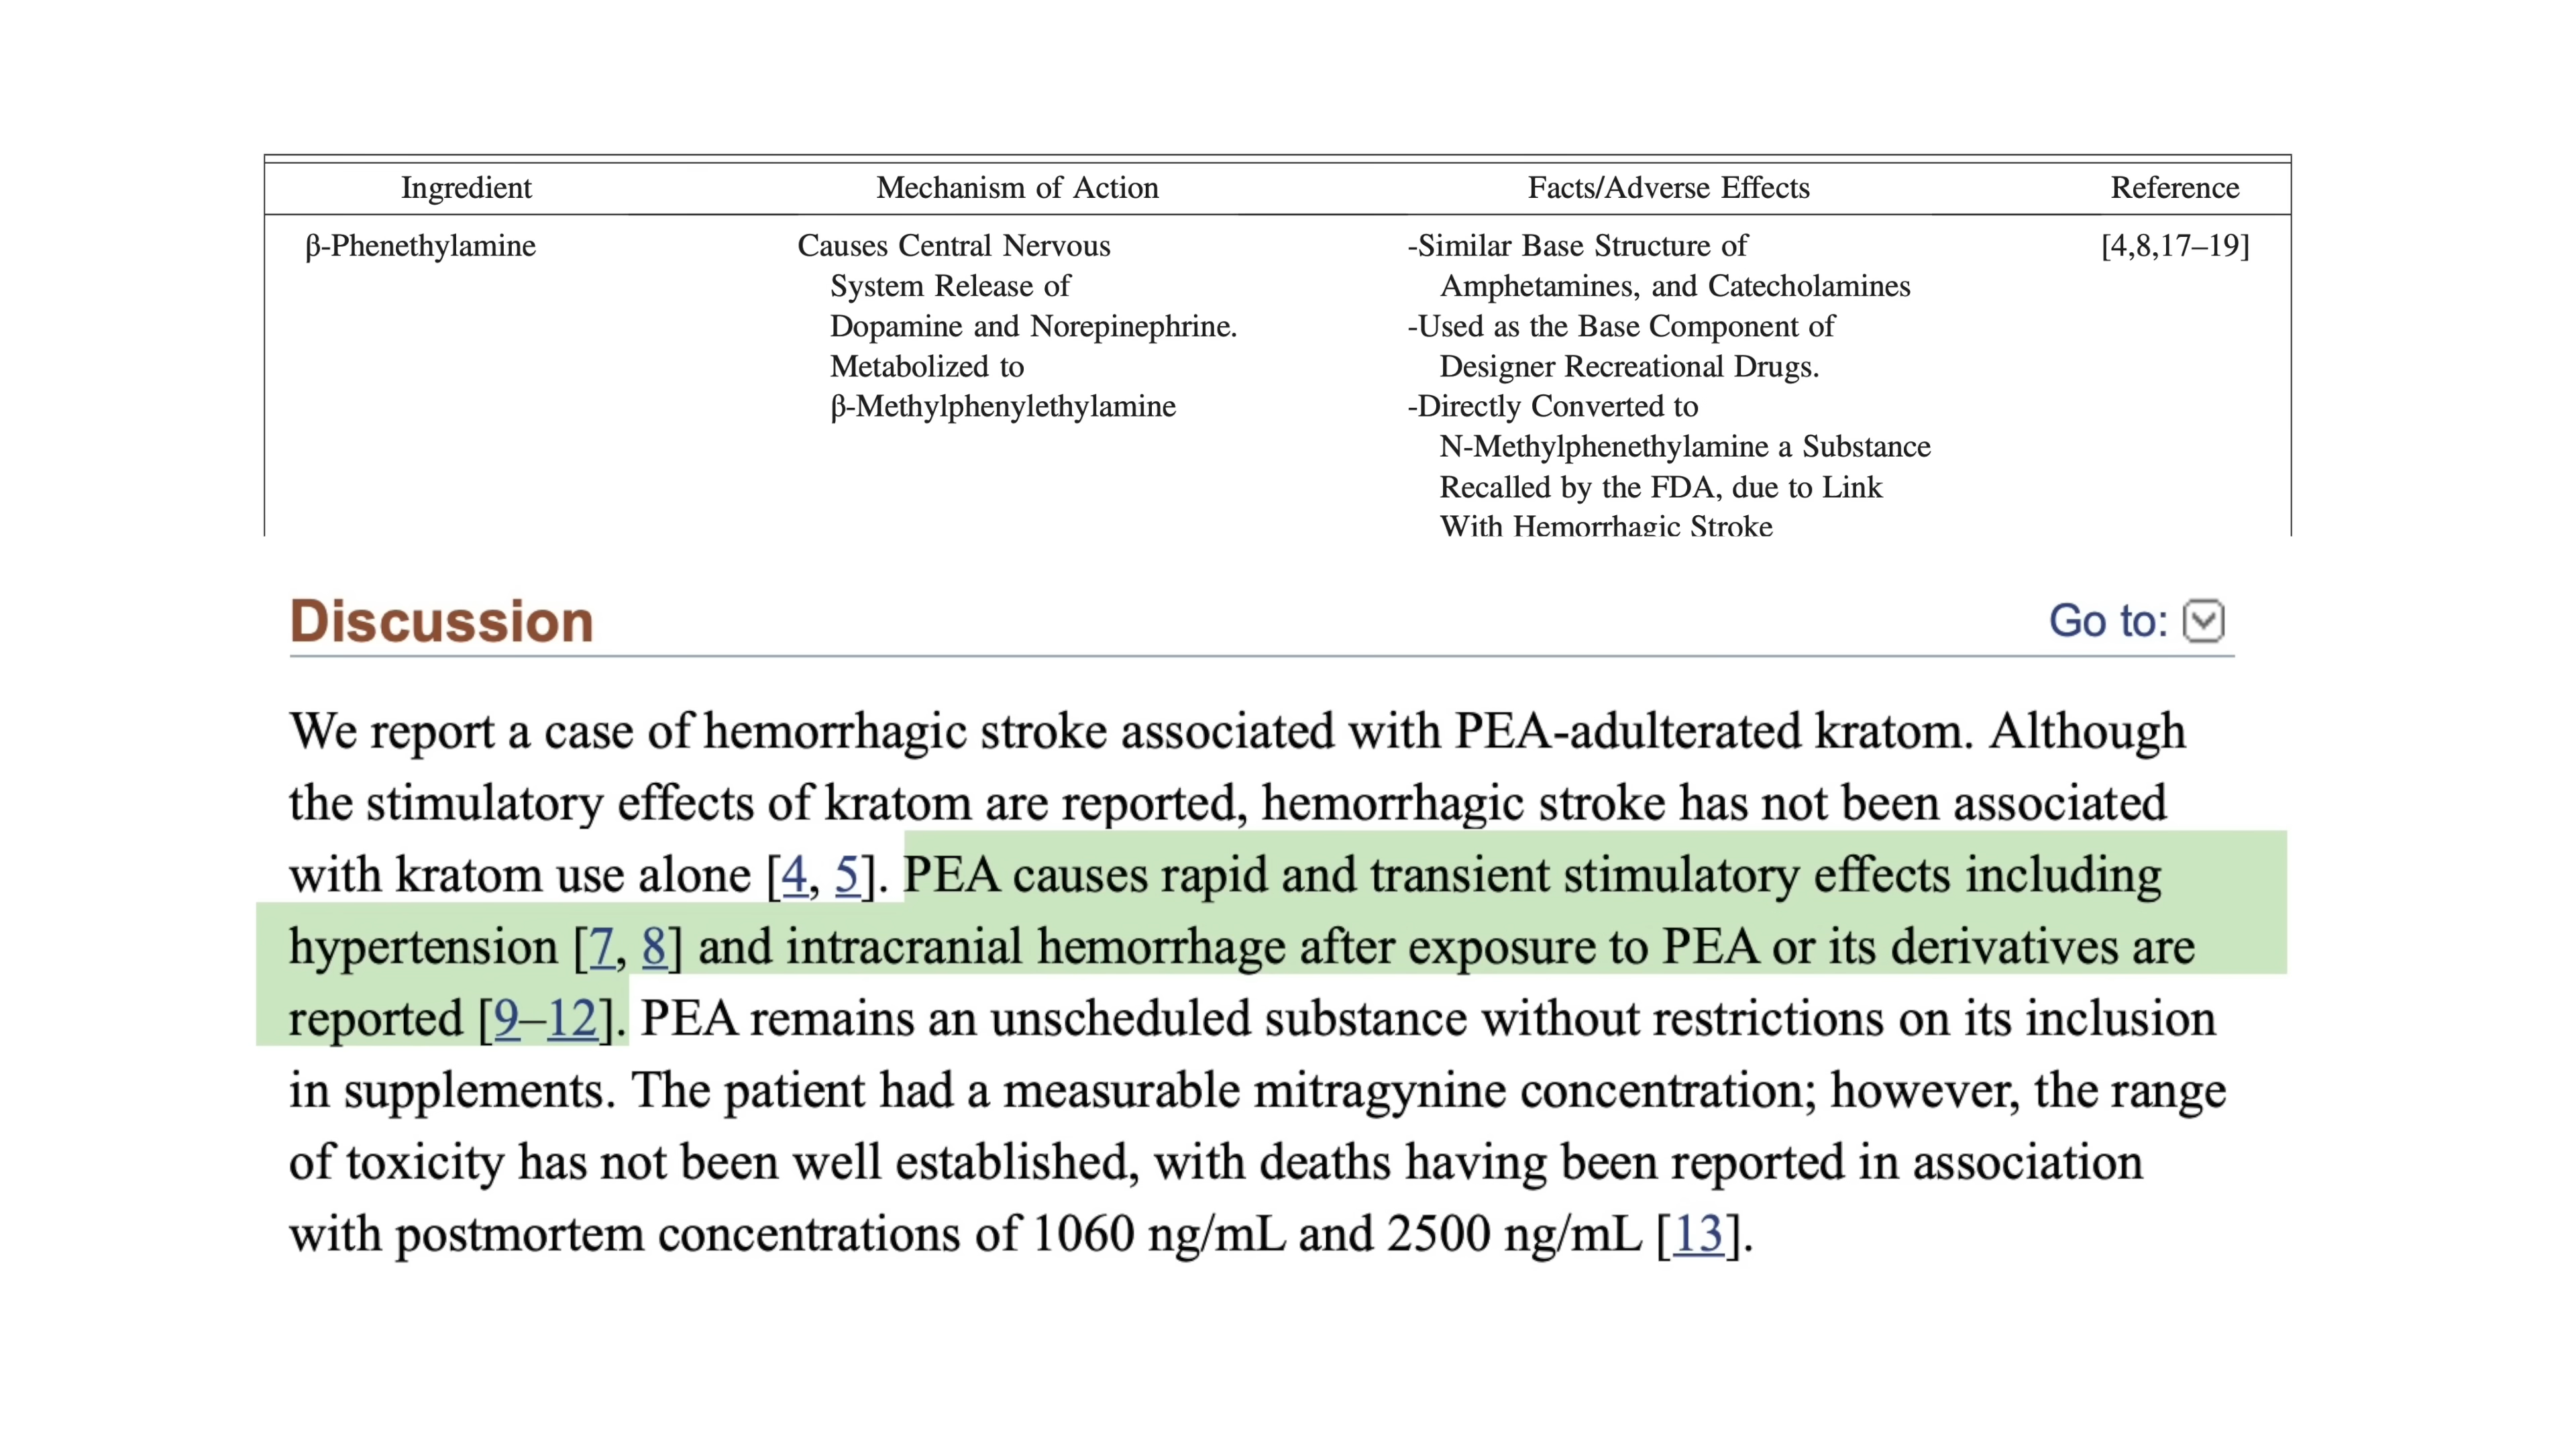 Ingredient Mechanism of Action Facts/Adverse Effects Reference
β-Phenethylamine Causes Central Nervous -Similar Base Structure of [4,8,17–19]
System Release of Amphetamines, and Catecholamines
Dopamine and Norepinephrine. -Used as the Base Component of
Metabolized to Designer Recreational Drugs.
β-Methylphenylethylamine -Directly Converted to
N-Methylphenethylamine a Substance
Recalled by the FDA, due to Link
With Hemorrhagic Stroke
Discussion Go to:
We report a case of hemorrhagic stroke associated with PEA-adulterated kratom. Although
the stimulatory effects of kratom are reported, hemorrhagic stroke has not been associated
with kratom use alone [4, 5]. PEA causes rapid and transient stimulatory effects including
hypertension [7, 8] and intracranial hemorrhage after exposure to PEA or its derivatives are
reported [9–12]. PEA remains an unscheduled substance without restrictions on its inclusion
in supplements. The patient had a measurable mitragynine concentration; however, the range
of toxicity has not been well established, with deaths having been reported in association
with postmortem concentrations of 1060 ng/mL and 2500 ng/mL [13].